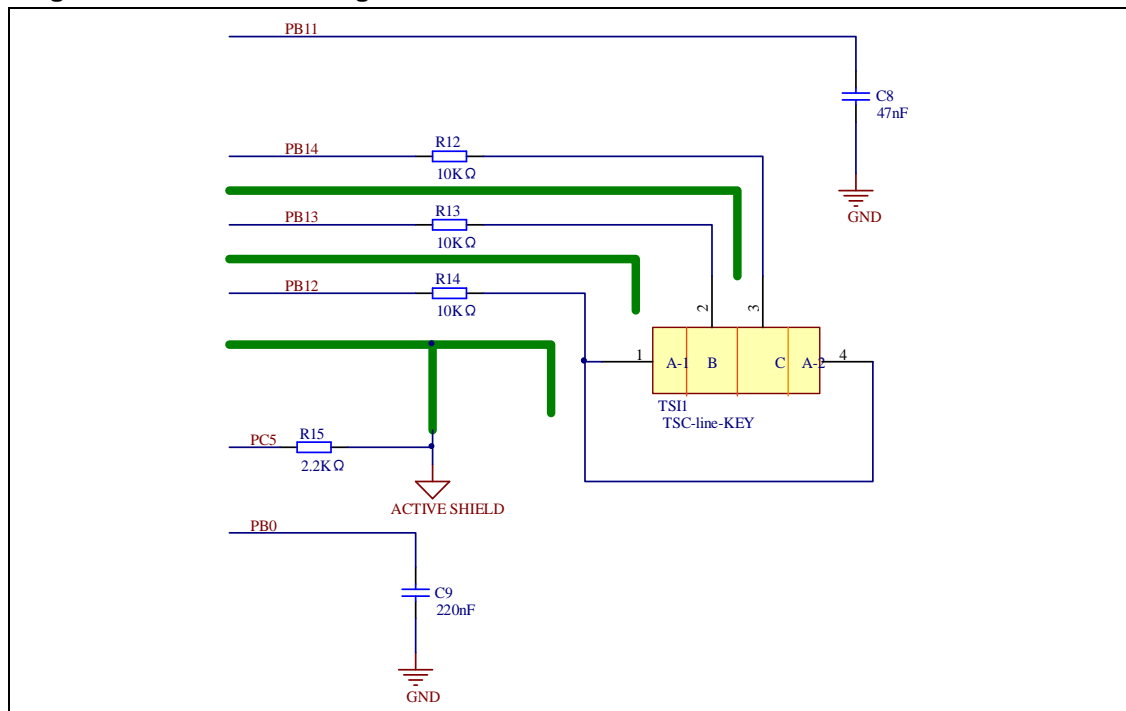 PB11
C8
47nF
GND
PB14
R12
10KΩ
PB13
R13
10KΩ
PB12
R14
10KΩ
2
3
1
A-1
B
C
A-2
4
TSI1
TSC-line-KEY
PC5
R15
2.2KΩ
ACTIVE SHIELD
PB0
C9
220nF
GND